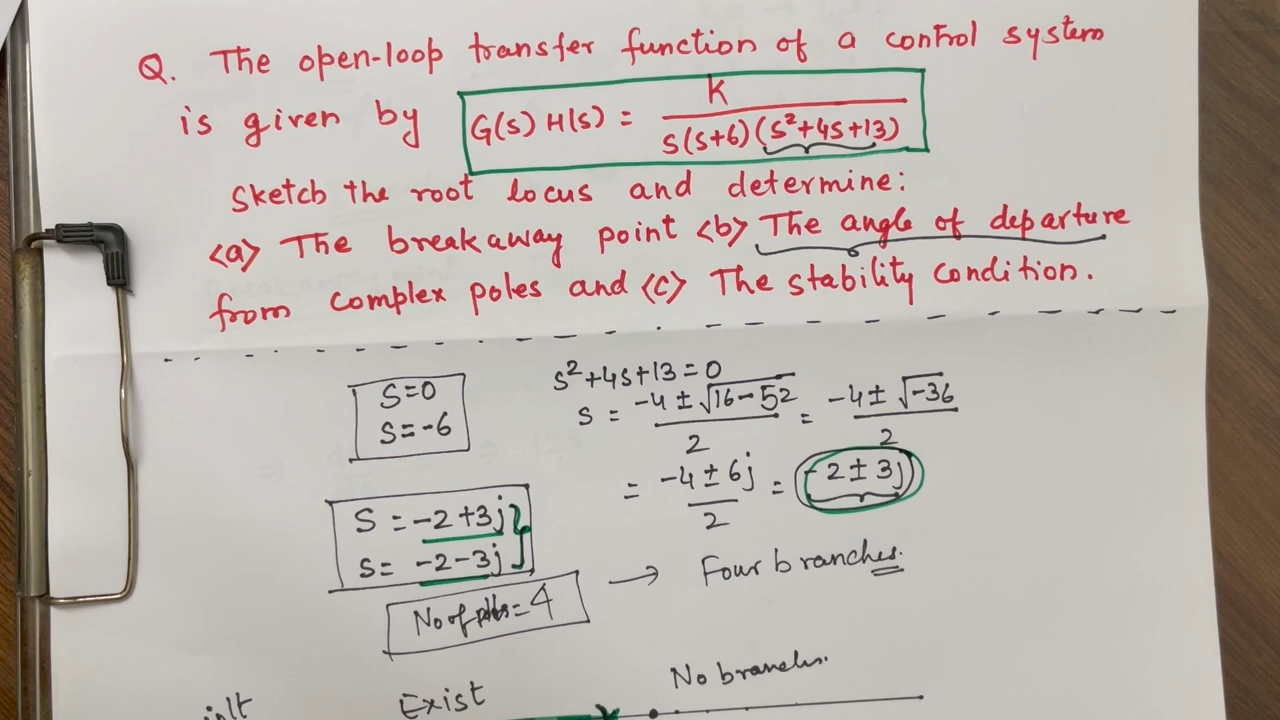 Q. The open-loop transfer function of a control system
is given by G(s) H(s) = K / s(s+6)(s²+4s+13)
Sketch the root locus and determine:
<a> The breakaway point <b> The angle of departure
from complex poles and <c> The stability condition.
s²+4s+13=0
S=0
S=-6
s = -4 ± √16-52 / 2 = -4 ± √-36 / 2
= -4 ± 6j / 2 = -2 ± 3j
S = -2+3j
S = -2-3j
→ Four branches.
No of = 4
No branches.
Exist